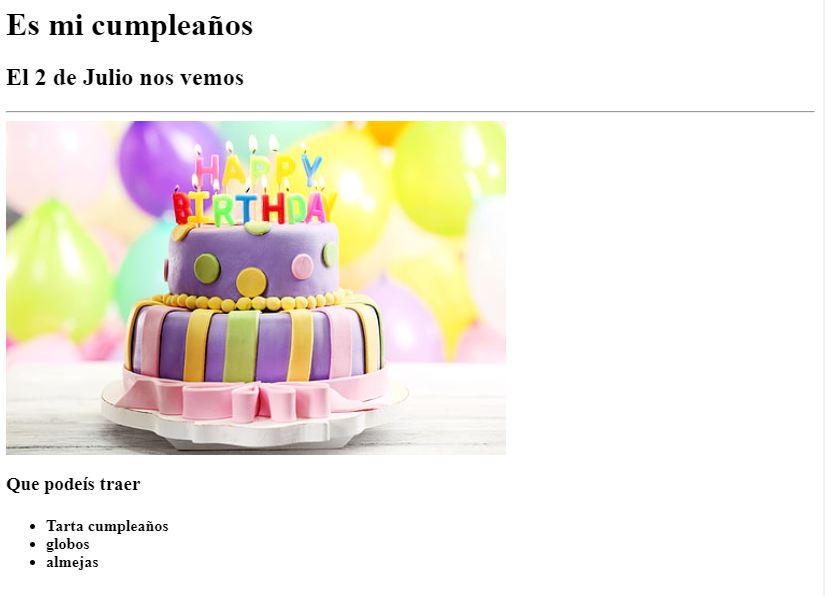 Es mi cumpleaños
El 2 de Julio nos vemos
HAPPY
BIRTHDAY
Que podeís traer
Tarta cumpleaños
globos
almejas